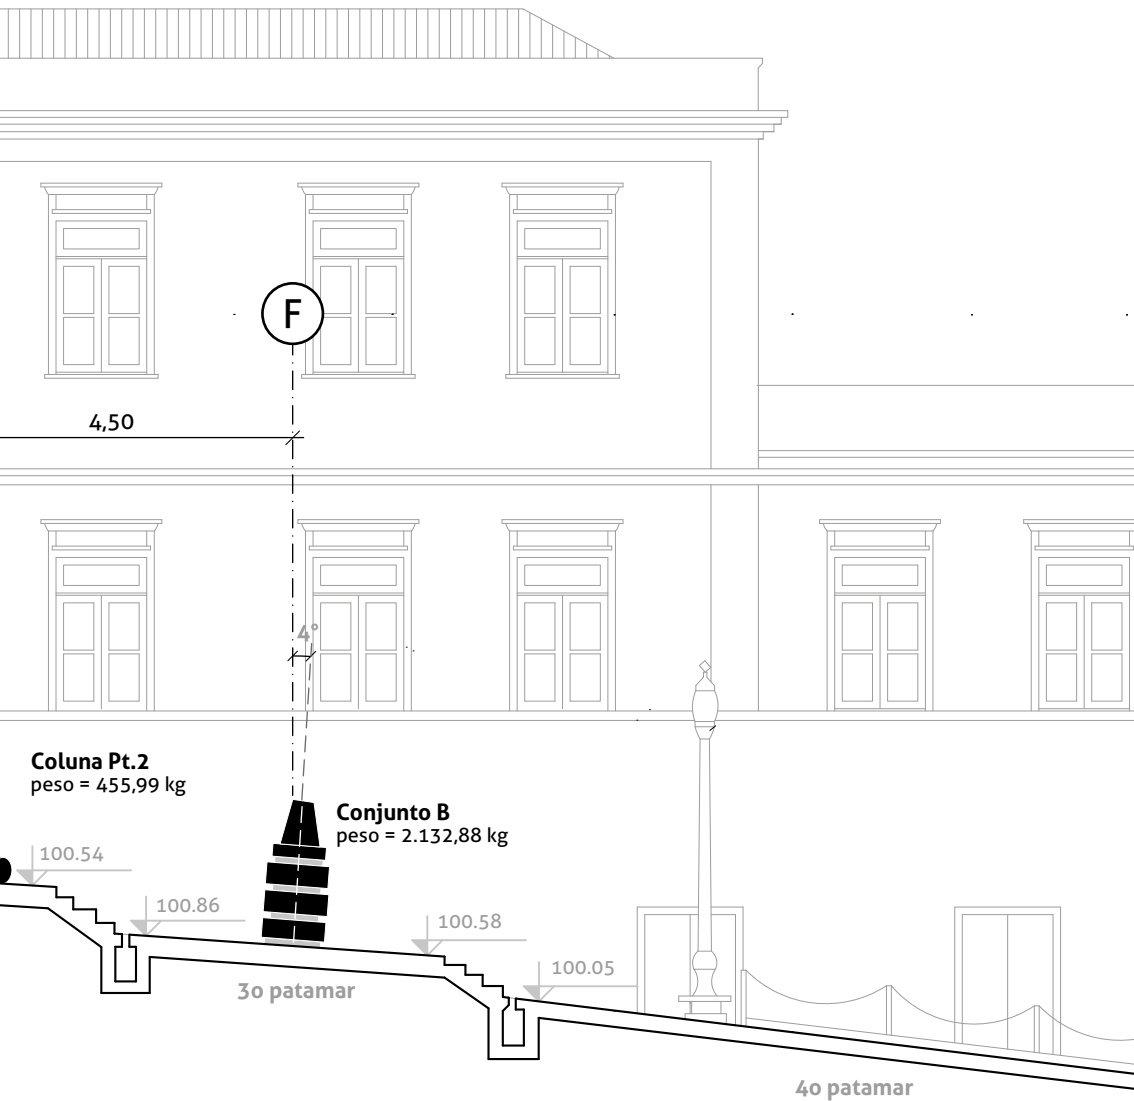 F
4,50
4°
Coluna Pt.2
peso = 455,99 kg
Conjunto B
peso = 2.132,88 kg
100.54
100.86
100.58
100.05
3o patamar
4o patamar